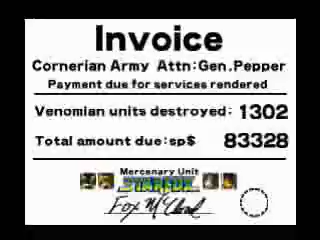 Invoice
Cornerian Army Attn:Gen.Pepper
Payment due for services rendered
Venomian units destroyed: 1302
Total amount due:sp$ 83328
Mercenary Unit
STARFOX
Fox McCloud